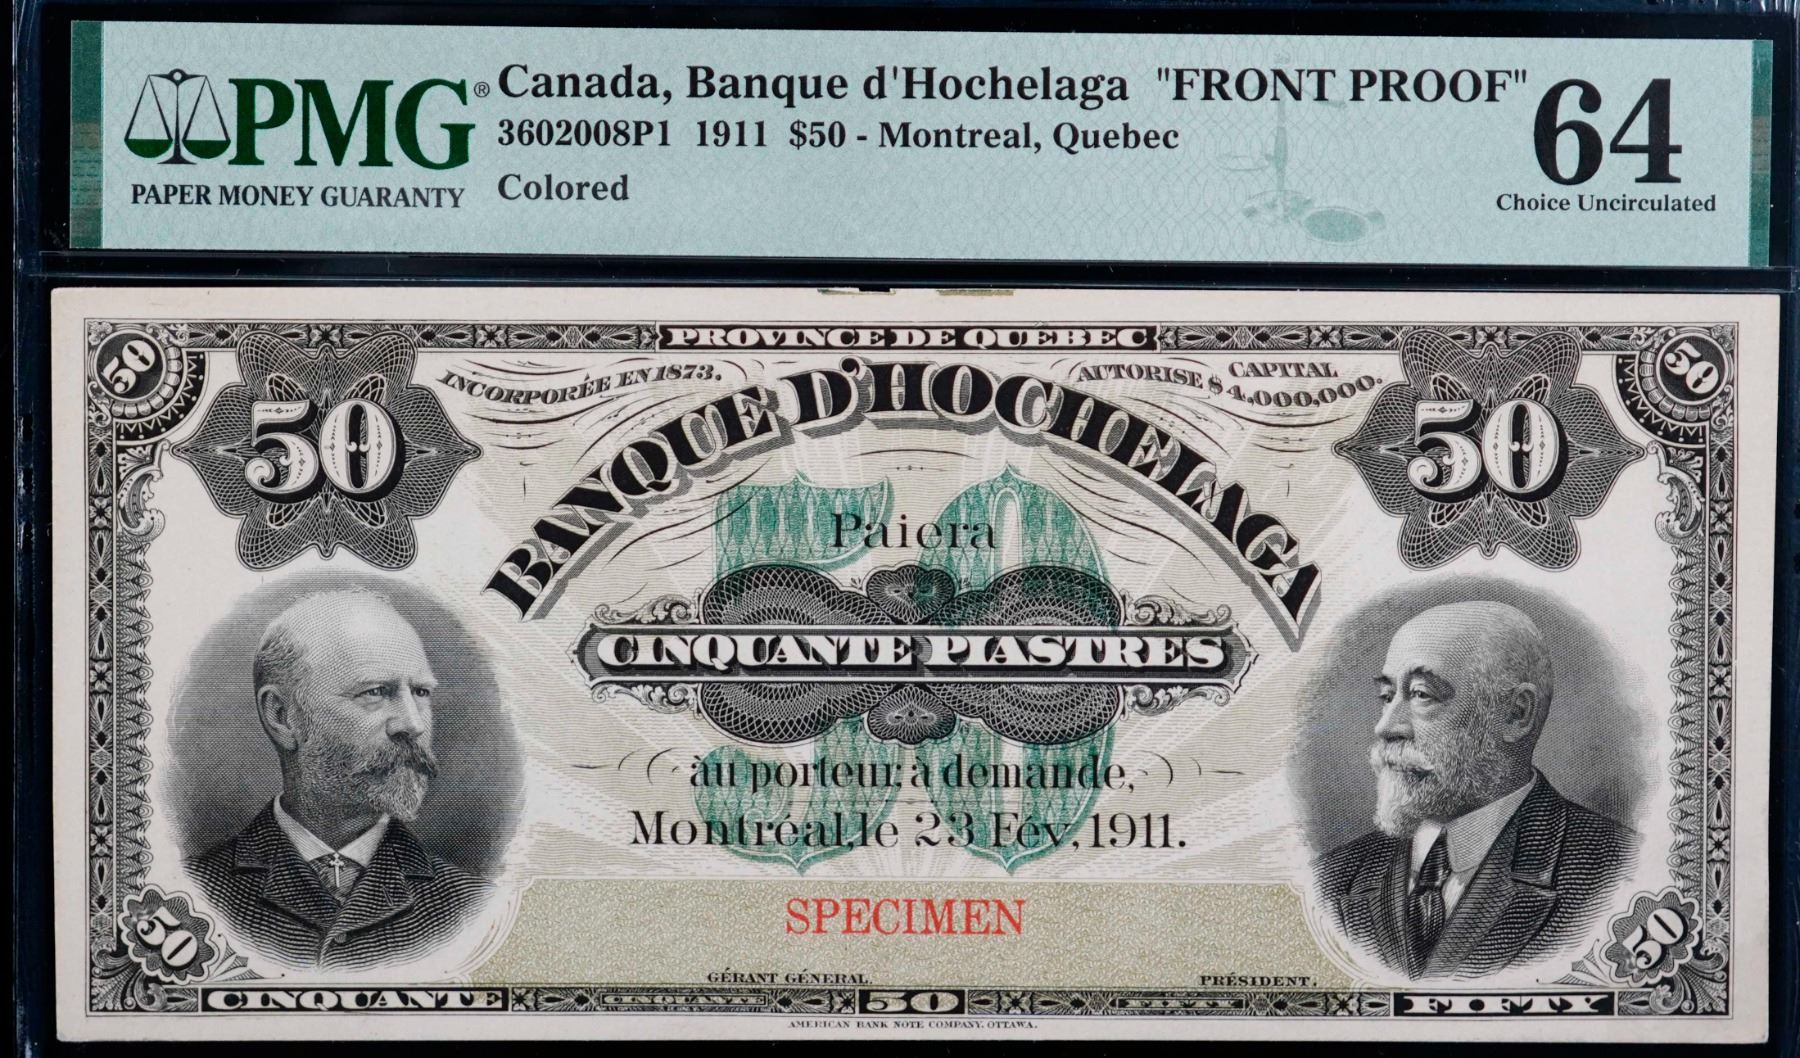 PMG®
PAPER MONEY GUARANTY
Canada, Banque d'Hochelaga "FRONT PROOF"
3602008P1 1911 $50 - Montreal, Quebec
Colored
64
Choice Uncirculated
PROVINCE DE QUÉBEC
50
50
INCORPORÉE EN 1873.
CAPITAL
AUTORISE $4,000,000.
50
50
BANQUE D'HOCHELAGA
50
Paiera
CINQUANTE PIASTRES
au porteur, à demande,
Montréal, le 23 Fév, 1911.
SPECIMEN
GÉRANT GÉNÉRAL.
PRÉSIDENT.
50
50
CINQUANTE
CINQUANTE
50
FIFTY
FIFTY
AMERICAN BANK NOTE COMPANY, OTTAWA.